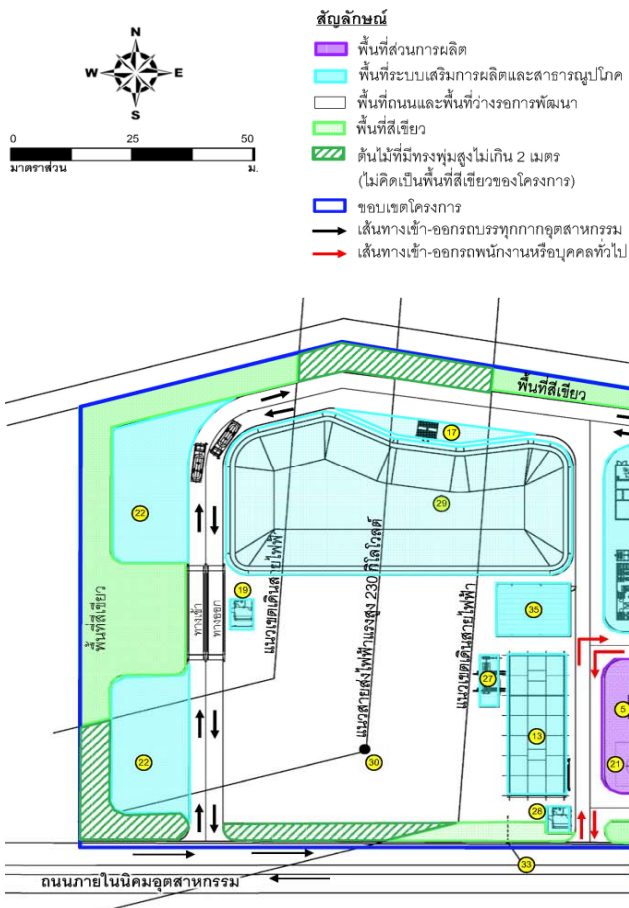 N
W E
S
0 25 50
มาตราส่วน ม.
สัญลักษณ์
พื้นที่ส่วนการผลิต
พื้นที่ระบบเสริมการผลิตและสาธารณูปโภค
พื้นที่ถนนและพื้นที่ว่างรอการพัฒนา
พื้นที่สีเขียว
ต้นไม้ที่มีทรงพุ่มสูงไม่เกิน 2 เมตร
(ไม่คิดเป็นพื้นที่สีเขียวของโครงการ)
ขอบเขตโครงการ
เส้นทางเข้า-ออกรถบรรทุกกากอุตสาหกรรม
เส้นทางเข้า-ออกรถพนักงานหรือบุคคลทั่วไป
พื้นที่สีเขียว
17
22
29
แนวเขตเดินสายไฟฟ้า
แนวสายส่งไฟฟ้าแรงสูง 230 กิโลโวลต์
แนวเขตเดินสายไฟฟ้า
พื้นที่สีเขียว
ทางเข้า
ทางออก
19
35
27
5
13
22
30
21
28
33
ถนนภายในนิคมอุตสาหกรรม